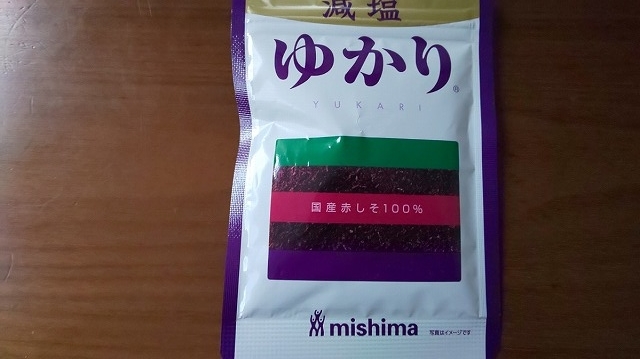 減塩
ゆかり®
YUKARI
国産赤しそ100%
mishima
写真はイメージです